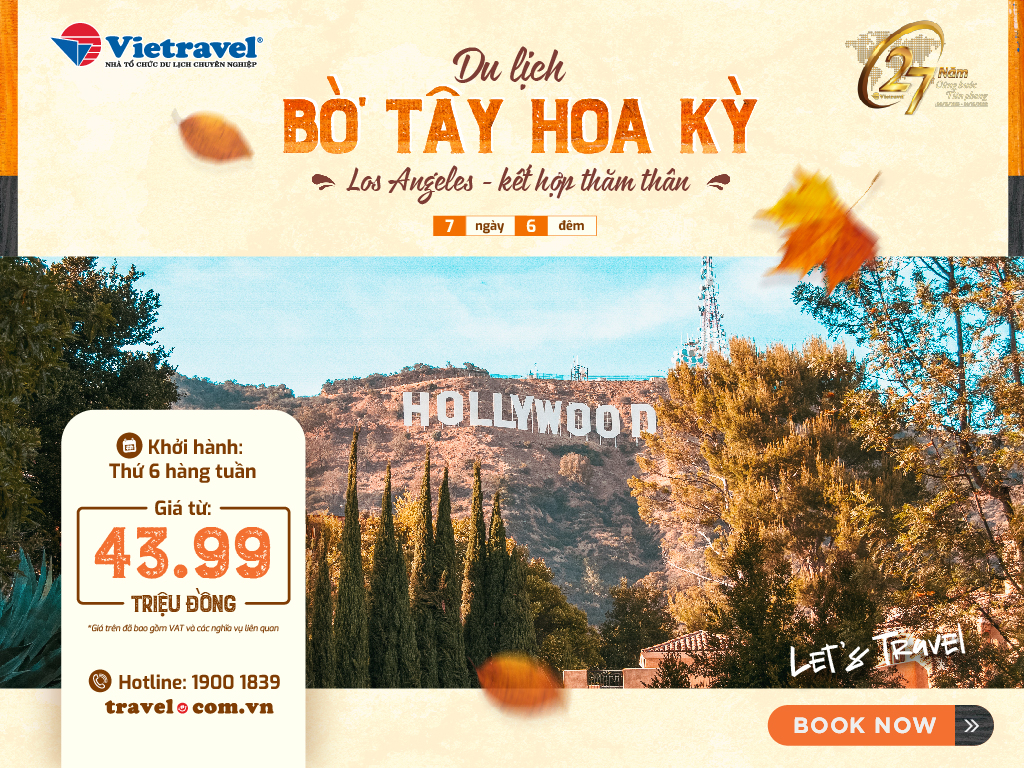 Vietravel®
NHÀ TỔ CHỨC DU LỊCH CHUYÊN NGHIỆP
27 Năm
Vietravel
Du lịch
BỜ TÂY HOA KỲ
Los Angeles - kết hợp thăm thân
7 ngày 6 đêm
HOLLYWOOD
Khởi hành:
Thứ 6 hàng tuần
Giá từ:
43.99
TRIỆU ĐỒNG
*Giá trên đã bao gồm VAT và các nghĩa vụ liên quan
Hotline: 1900 1839
travel.com.vn
LET'S TRAVEL
BOOK NOW »